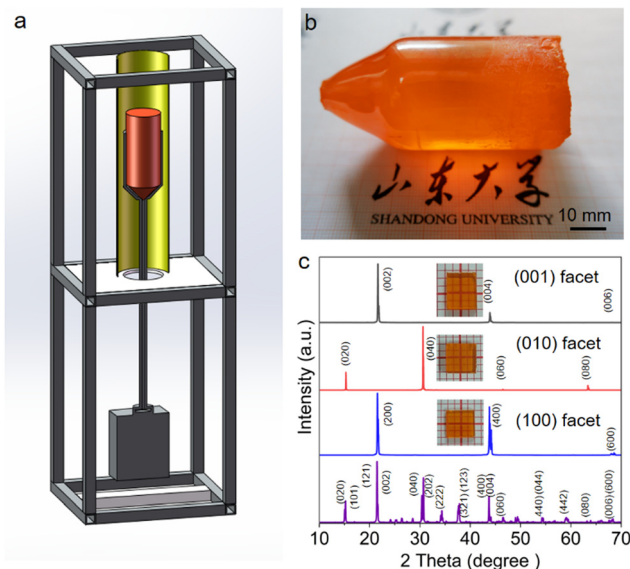 a
b
山东大学
SHANDONG UNIVERSITY
10 mm
c
(002)
(004)
(001) facet
(006)
(020)
(040)
(010) facet
(060)
(080)
(200)
(400)
(100) facet
(600)
(020)
(101)
(121)
(002)
(040)
(202)
(222)
(321)(123)
(400)
(004)
(060)
440)(044)
(442)
(080)
(600)
Intensity (a.u.)
10 20 30 40 50 60 70
2 Theta (degree )